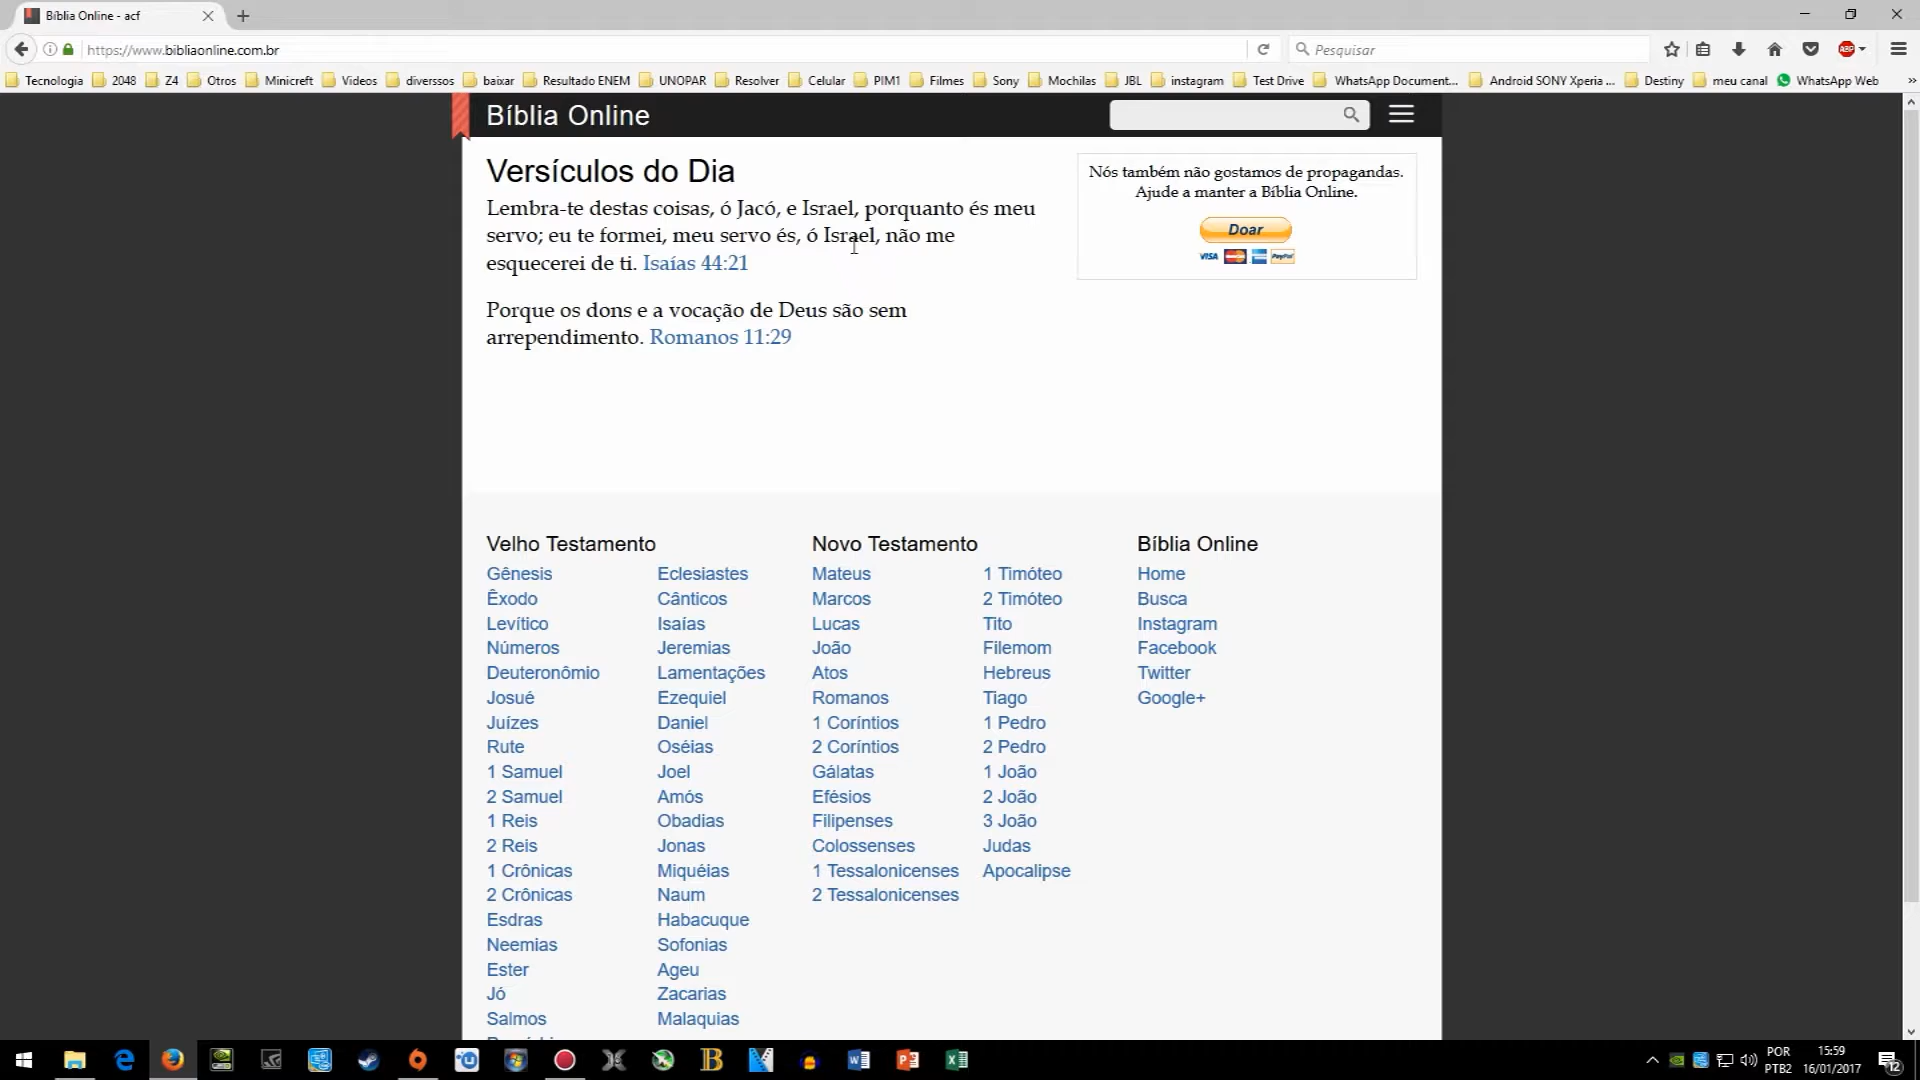 Bíblia Online - acf
https://www.bibliaonline.com.br
Pesquisar
ABP
Tecnologia 2048 Z4 Otros Minicreft Videos diverssos baixar Resultado ENEM UNOPAR Resolver Celular PIM1 Filmes Sony Mochilas JBL instagram Test Drive WhatsApp Document... Android SONY Xperia ... Destiny meu canal WhatsApp Web
Bíblia Online
Versículos do Dia
Lembra-te destas coisas, ó Jacó, e Israel, porquanto és meu
servo; eu te formei, meu servo és, ó Israel, não me
esquecerei de ti. Isaías 44:21
Porque os dons e a vocação de Deus são sem
arrependimento. Romanos 11:29
Nós também não gostamos de propagandas.
Ajude a manter a Bíblia Online.
Doar
VISA PayPal
Velho Testamento
Gênesis
Êxodo
Levítico
Números
Deuteronômio
Josué
Juízes
Rute
1 Samuel
2 Samuel
1 Reis
2 Reis
1 Crônicas
2 Crônicas
Esdras
Neemias
Ester
Jó
Salmos
Eclesiastes
Cânticos
Isaías
Jeremias
Lamentações
Ezequiel
Daniel
Oséias
Joel
Amós
Obadias
Jonas
Miquéias
Naum
Habacuque
Sofonias
Ageu
Zacarias
Malaquias
Novo Testamento
Mateus
Marcos
Lucas
João
Atos
Romanos
1 Coríntios
2 Coríntios
Gálatas
Efésios
Filipenses
Colossenses
1 Tessalonicenses
2 Tessalonicenses
1 Timóteo
2 Timóteo
Tito
Filemom
Hebreus
Tiago
1 Pedro
2 Pedro
1 João
2 João
3 João
Judas
Apocalipse
Bíblia Online
Home
Busca
Instagram
Facebook
Twitter
Google+
POR
PTB2
15:59
16/01/2017
12